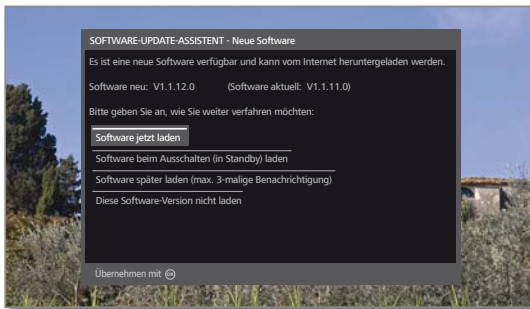 SOFTWARE-UPDATE-ASSISTENT - Neue Software
Es ist eine neue Software verfügbar und kann vom Internet heruntergeladen werden.
Software neu: V1.1.12.0 (Software aktuell: V1.1.11.0)
Bitte geben Sie an, wie Sie weiter verfahren möchten:
Software jetzt laden
Software beim Ausschalten (in Standby) laden
Software später laden (max. 3-malige Benachrichtigung)
Diese Software-Version nicht laden
Übernehmen mit OK